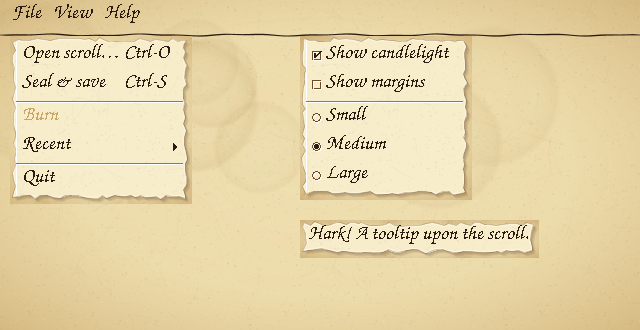 File View Help
Open scroll... Ctrl-O
Seal & save Ctrl-S
Burn
Recent
Quit
Show candlelight
Show margins
Small
Medium
Large
Hark! A tooltip upon the scroll.